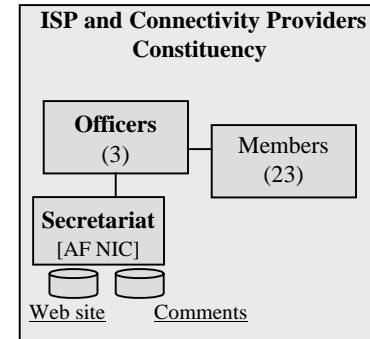 ISP and Connectivity Providers
Constituency
Officers
(3)
Members
(23)
Secretariat
[AF NIC]
Web site
Comments